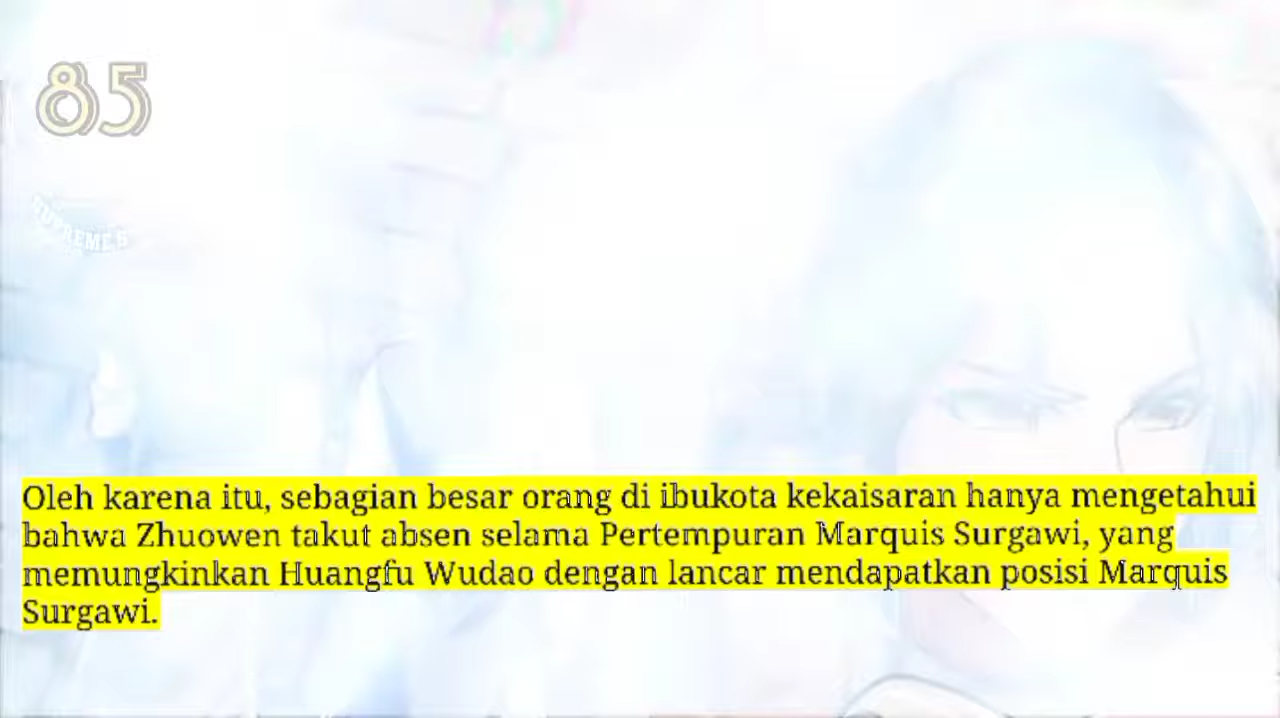 85
SUPREME S
Oleh karena itu, sebagian besar orang di ibukota kekaisaran hanya mengetahui
bahwa Zhuowen takut absen selama Pertempuran Marquis Surgawi, yang
memungkinkan Huangfu Wudao dengan lancar mendapatkan posisi Marquis
Surgawi.